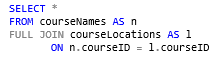 SELECT *
FROM courseNames AS n
FULL JOIN courseLocations AS l
ON n.courseID = l.courseID